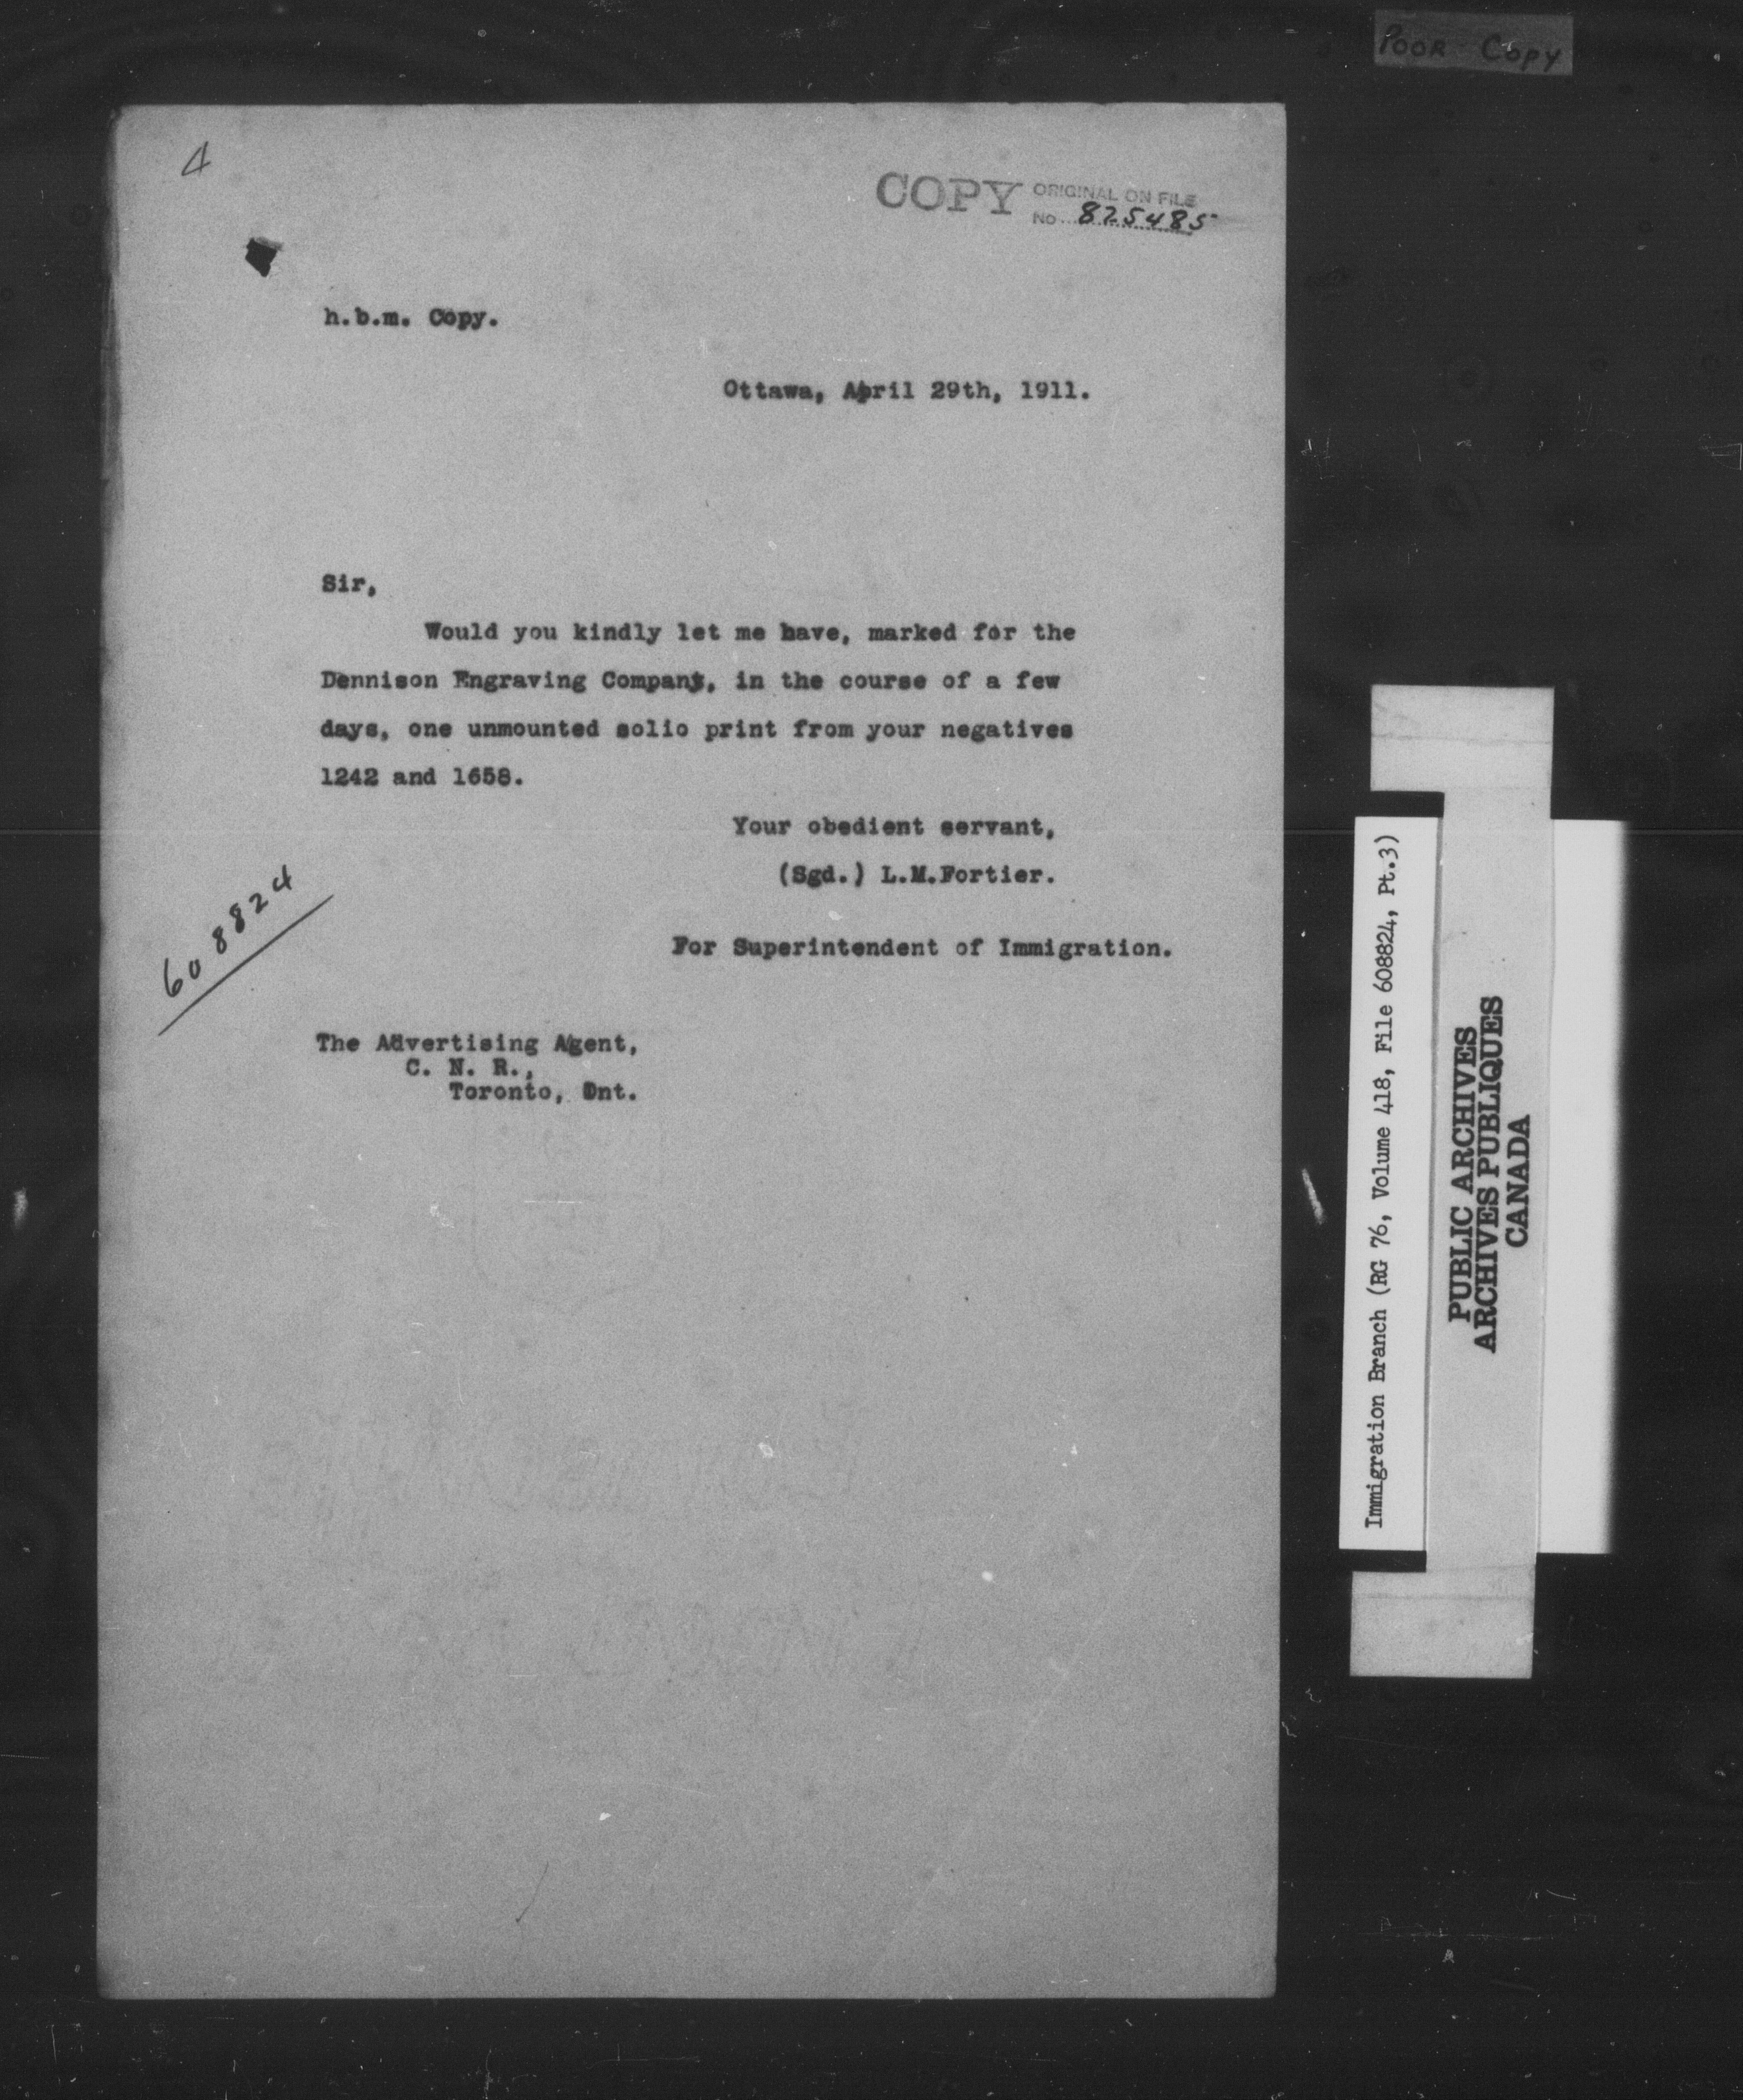 POOR COPY
4
COPY ORIGINAL ON FILE
No. 825485
h.b.m. Copy.
Ottawa, April 29th, 1911.
Sir,
Would you kindly let me have, marked for the
Dennison Engraving Company, in the course of a few
days, one unmounted solio print from your negatives
1242 and 1658.
Your obedient servant,
(Sgd.) L.M.Fortier.
For Superintendent of Immigration.
608824
The Advertising Agent,
C. N. R.,
Toronto, Ont.
Immigration Branch (RG 76, Volume 418, File 608824, Pt.3)
PUBLIC ARCHIVES
ARCHIVES PUBLIQUES
CANADA